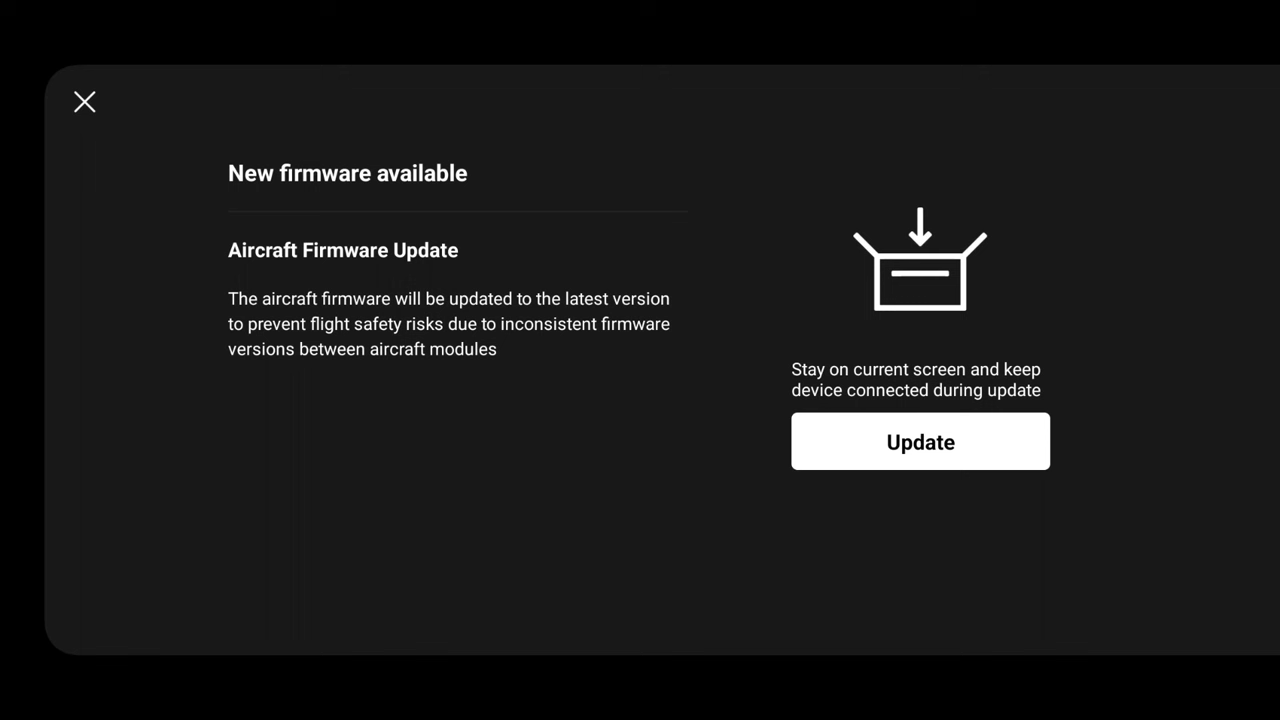 New firmware available
Aircraft Firmware Update
The aircraft firmware will be updated to the latest version
to prevent flight safety risks due to inconsistent firmware
versions between aircraft modules
Stay on current screen and keep
device connected during update
Update